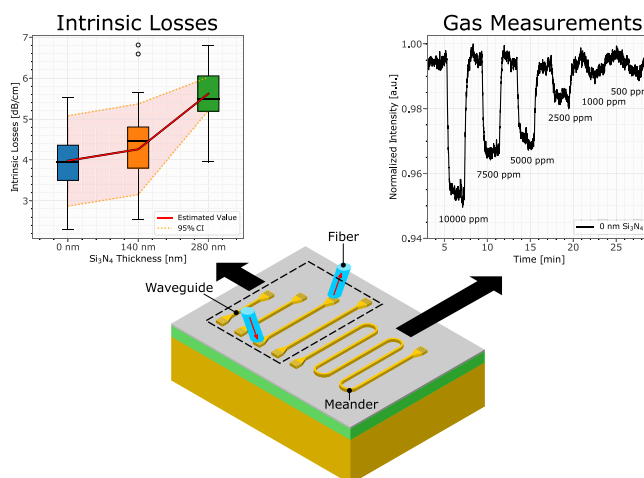 Intrinsic Losses
7
6
5
4
3
Intrinsic Losses [dB/cm]
Estimated Value
95% CI
0 nm
140 nm
280 nm
Si₃N₄ Thickness [nm]
Gas Measurements
1.00
0.98
0.96
0.94
Normalized Intensity [a.u.]
10000 ppm
7500 ppm
5000 ppm
2500 ppm
1000 ppm
500 ppm
0 nm Si₃N₄
5
10
15
20
25
Time [min]
Fiber
Waveguide
Meander